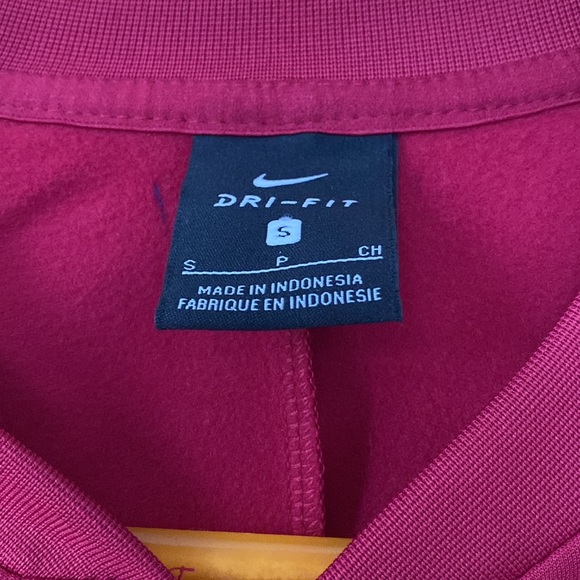 DRI-FIT
S
S P CH
MADE IN INDONESIA
FABRIQUE EN INDONESIE